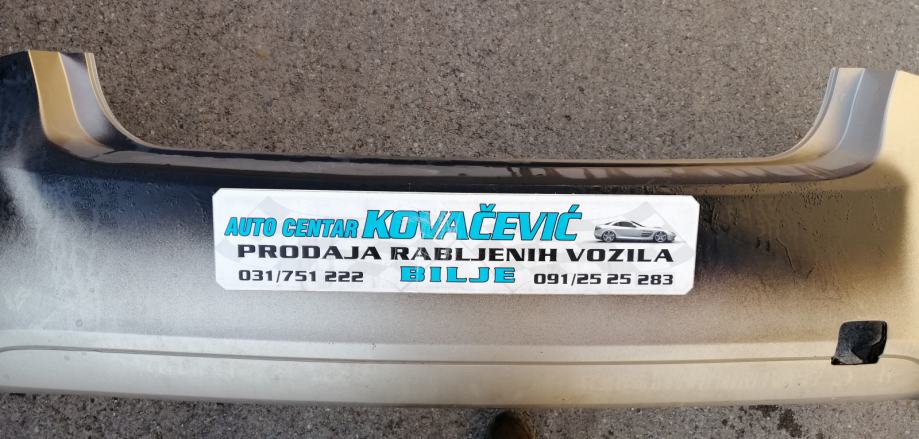 AUTO CENTAR KOVAČEVIĆ
PRODAJA RABLJENIH VOZILA
031/751 222 BILJE 091/25 25 283